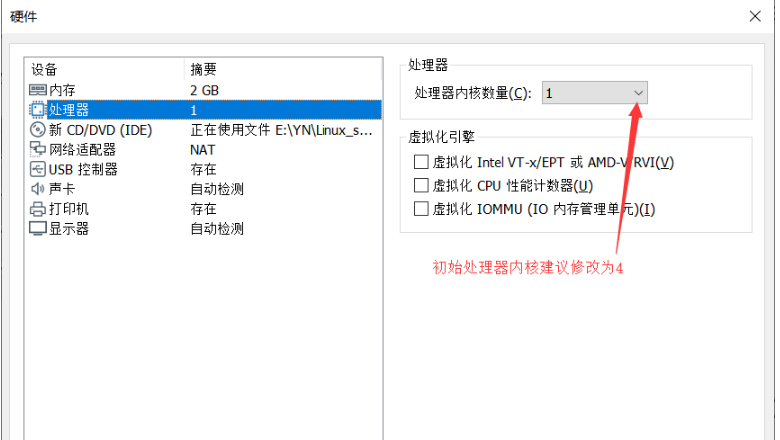 硬件
设备 摘要
内存 2 GB
处理器 1
新 CD/DVD (IDE) 正在使用文件 E:\YN\Linux_s...
网络适配器 NAT
USB 控制器 存在
声卡 自动检测
打印机 存在
显示器 自动检测
处理器
处理器内核数量(C): 1
虚拟化引擎
虚拟化 Intel VT-x/EPT 或 AMD-V/RVI(V)
虚拟化 CPU 性能计数器(U)
虚拟化 IOMMU (IO 内存管理单元)(I)
初始处理器内核建议修改为4